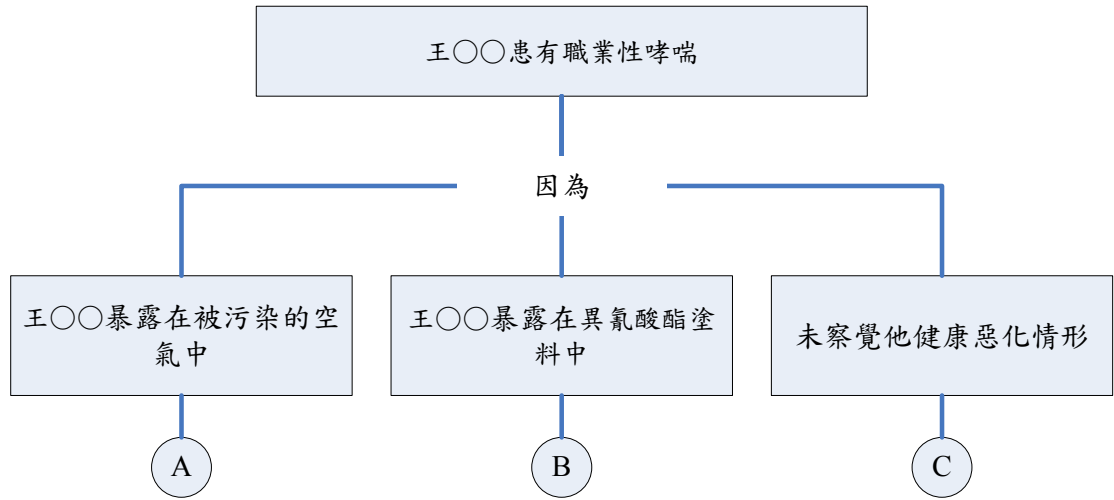 王○○患有職業性哮喘
因為
王○○暴露在被污染的空
氣中
王○○暴露在異氰酸酯塗
料中
未察覺他健康惡化情形
A
B
C